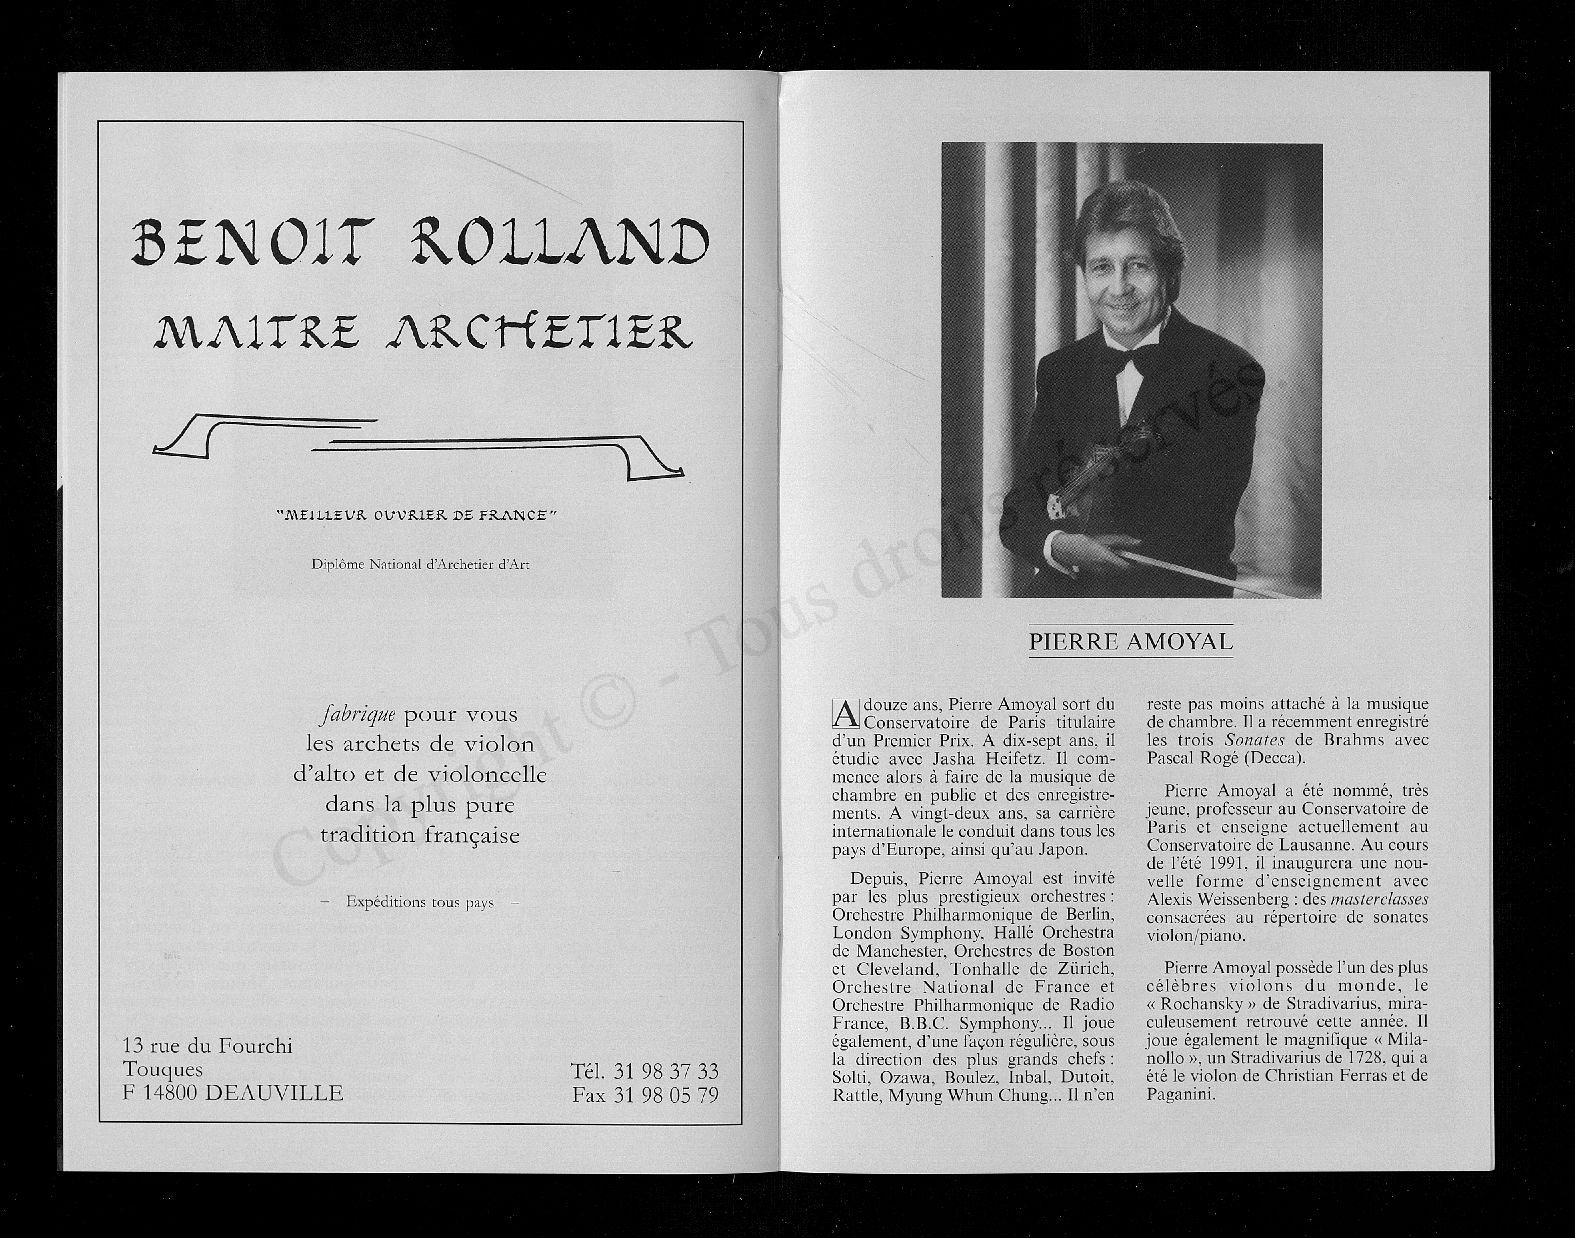 BENOIT ROLLAND
MAITRE ARCHETIER
"MEILLEUR OUVRIER DE FRANCE"
Diplôme National d'Archetier d'Art
fabrique pour vous
les archets de violon
d'alto et de violoncelle
dans la plus pure
tradition française
– Expéditions tous pays –
13 rue du Fourchi
Touques
F 14800 DEAUVILLE
Tél. 31 98 37 33
Fax 31 98 05 79
PIERRE AMOYAL
A douze ans, Pierre Amoyal sort du
Conservatoire de Paris titulaire
d'un Premier Prix. A dix-sept ans, il
étudie avec Jasha Heifetz. Il com-
mence alors à faire de la musique de
chambre en public et des enregistre-
ments. A vingt-deux ans, sa carrière
internationale le conduit dans tous les
pays d'Europe, ainsi qu'au Japon.
Depuis, Pierre Amoyal est invité
par les plus prestigieux orchestres :
Orchestre Philharmonique de Berlin,
London Symphony, Hallé Orchestra
de Manchester, Orchestres de Boston
et Cleveland, Tonhalle de Zürich,
Orchestre National de France et
Orchestre Philharmonique de Radio
France, B.B.C. Symphony... Il joue
également, d'une façon régulière, sous
la direction des plus grands chefs :
Solti, Ozawa, Boulez, Inbal, Dutoit,
Rattle, Myung Whun Chung... Il n'en
reste pas moins attaché à la musique
de chambre. Il a récemment enregistré
les trois Sonates de Brahms avec
Pascal Rogé (Decca).
Pierre Amoyal a été nommé, très
jeune, professeur au Conservatoire de
Paris et enseigne actuellement au
Conservatoire de Lausanne. Au cours
de l'été 1991, il inaugurera une nou-
velle forme d'enseignement avec
Alexis Weissenberg : des masterclasses
consacrées au répertoire de sonates
violon/piano.
Pierre Amoyal possède l'un des plus
célèbres violons du monde, le
« Rochansky » de Stradivarius, mira-
culeusement retrouvé cette année. Il
joue également le magnifique « Mila-
nollo », un Stradivarius de 1728, qui a
été le violon de Christian Ferras et de
Paganini.
Copyright © - Tous droits reservés